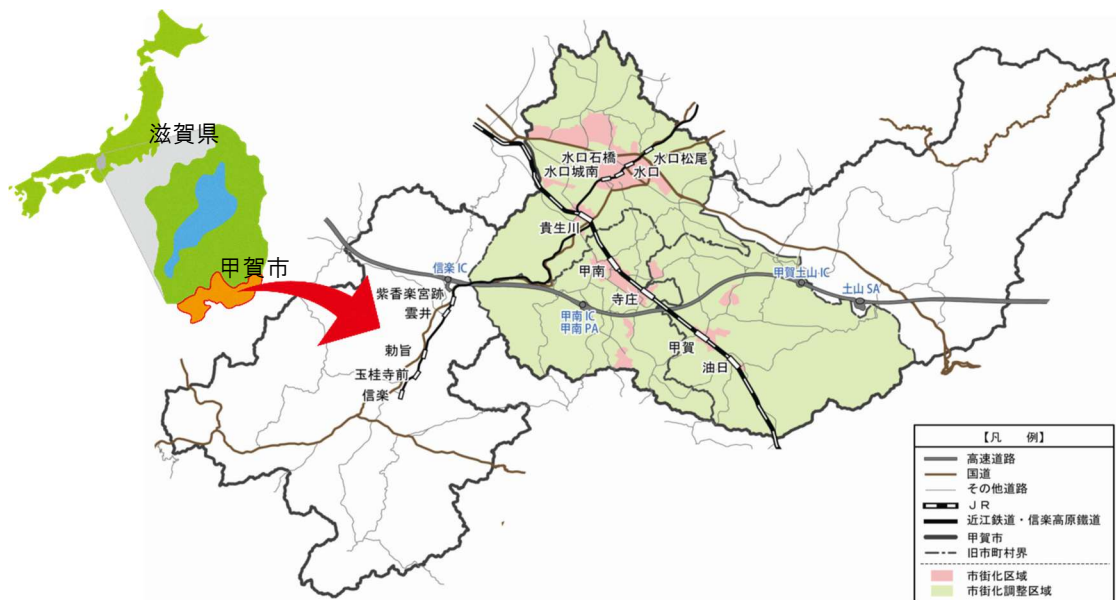 滋賀県
甲賀市
水口石橋
水口松尾
水口城南
水口
貴生川
信楽 IC
甲南
甲賀土山 IC
紫香楽宮跡
土山 SA
寺庄
雲井
甲南 IC
甲南 PA
甲賀
勅旨
油日
玉桂寺前
信楽
【凡 例】
高速道路
国道
その他道路
ＪＲ
近江鉄道・信楽高原鐵道
甲賀市
旧市町村界
市街化区域
市街化調整区域